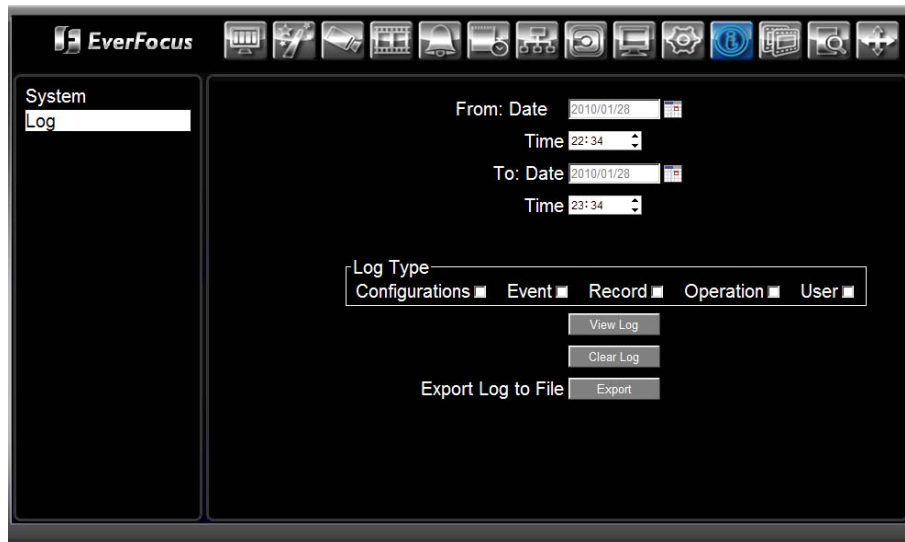 EverFocus
System
Log
From: Date 2010/01/28
Time 22:34
To: Date 2010/01/28
Time 23:34
Log Type
Configurations Event Record Operation User
View Log
Clear Log
Export Log to File Export